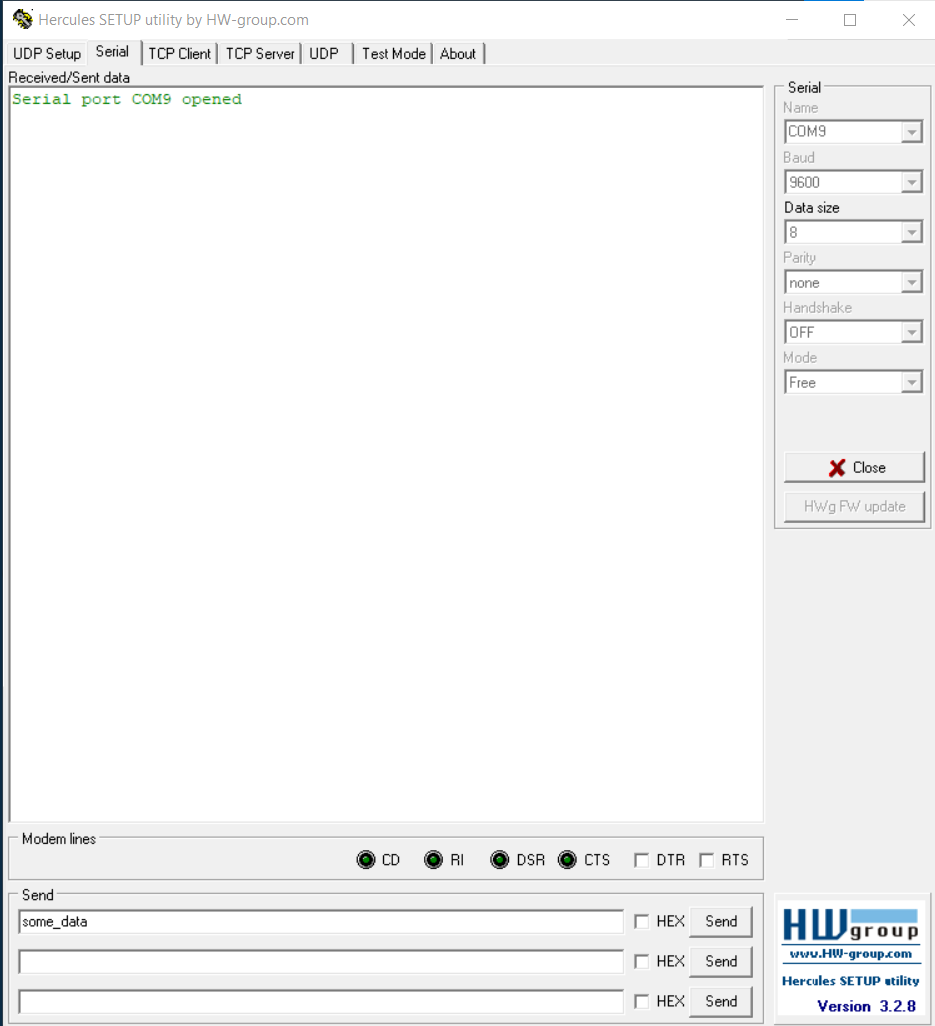 Hercules SETUP utility by HW-group.com
UDP Setup Serial TCP Client TCP Server UDP Test Mode About
Received/Sent data
Serial port COM9 opened
Serial
Name
COM9
Baud
9600
Data size
8
Parity
none
Handshake
OFF
Mode
Free
Close
HWg FW update
Modem lines
CD RI DSR CTS DTR RTS
Send
some_data HEX Send
HEX Send
HEX Send
HW group
www.HW-group.com
Hercules SETUP utility
Version 3.2.8